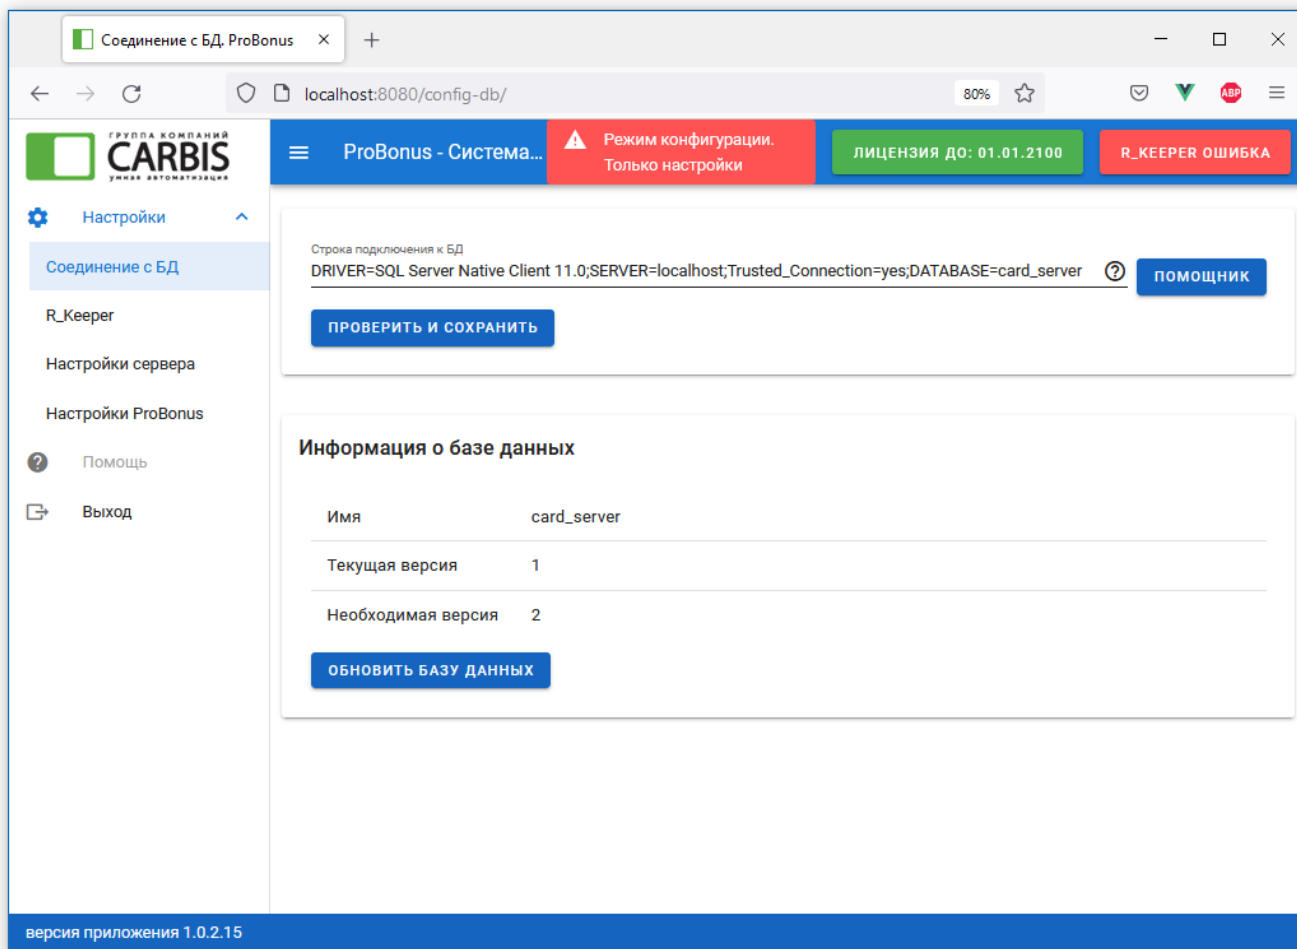 Соединение с БД. ProBonus
localhost:8080/config-db/
80%
ABP
ГРУППА КОМПАНИЙ
CARBIS
умная автоматизация
ProBonus - Система...
Режим конфигурации.
Только настройки
ЛИЦЕНЗИЯ ДО: 01.01.2100
R_KEEPER ОШИБКА
Настройки
Соединение с БД
R_Keeper
Настройки сервера
Настройки ProBonus
Помощь
Выход
Строка подключения к БД
DRIVER=SQL Server Native Client 11.0;SERVER=localhost;Trusted_Connection=yes;DATABASE=card_server
ПОМОЩНИК
ПРОВЕРИТЬ И СОХРАНИТЬ
Информация о базе данных
Имя card_server
Текущая версия 1
Необходимая версия 2
ОБНОВИТЬ БАЗУ ДАННЫХ
версия приложения 1.0.2.15